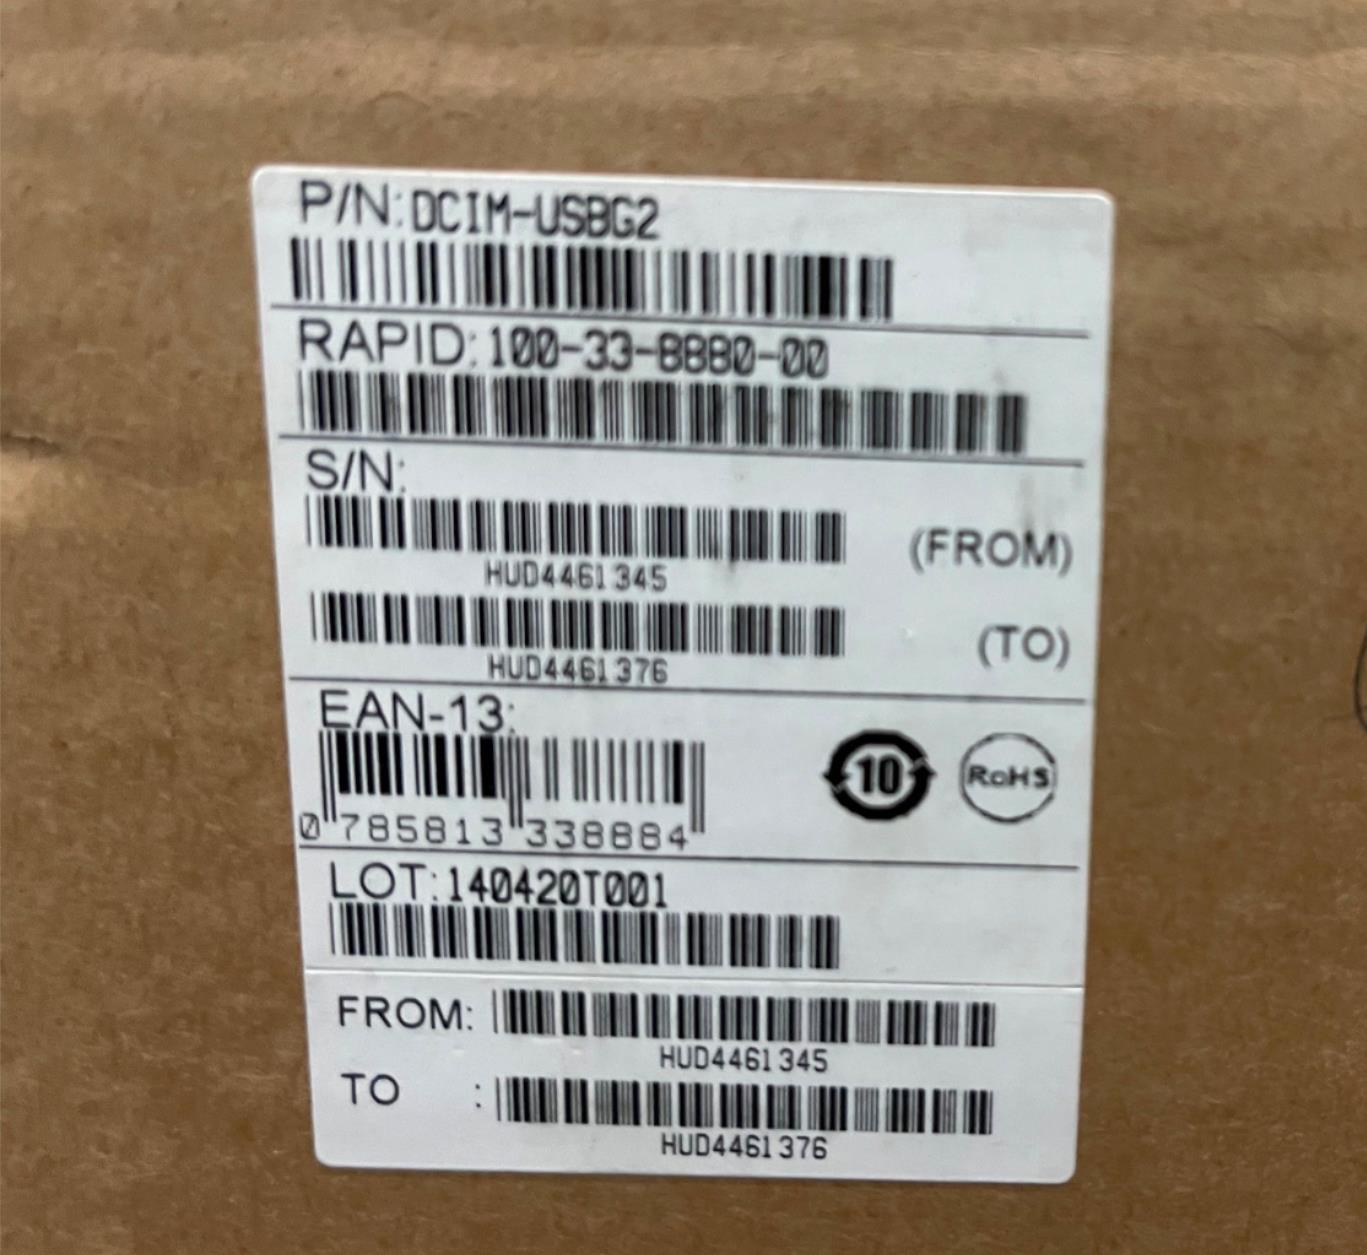 P/N: DCIM-USBG2
RAPID: 100-33-8880-00
S/N:
(FROM)
HUD4461345
(TO)
HUD4461376
EAN-13:
0 785813 338884
10
RoHS
LOT: 140420T001
FROM:
HUD4461345
TO :
HUD4461376